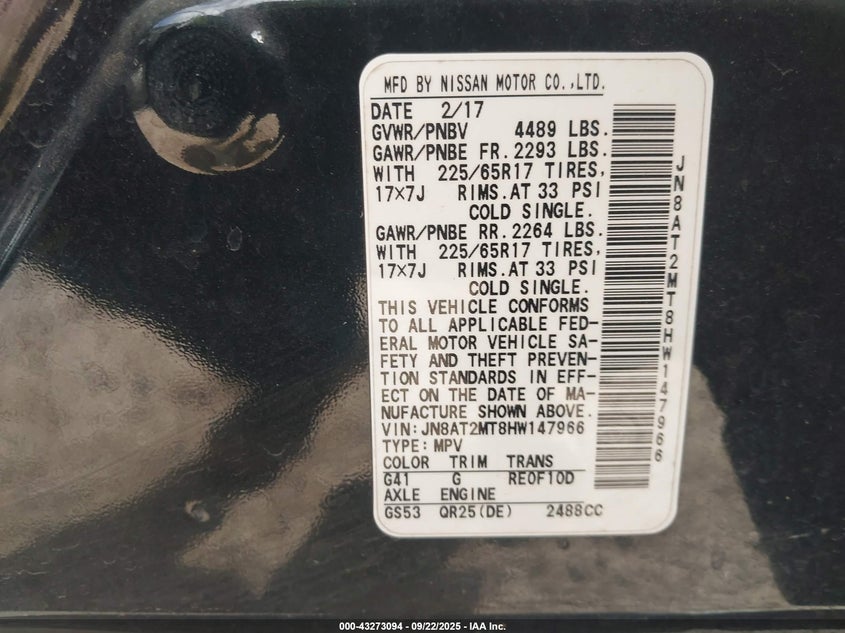 MFD BY NISSAN MOTOR CO.,LTD.
DATE 2/17
GVWR/PNBV 4489 LBS.
GAWR/PNBE FR. 2293 LBS.
WITH 225/65R17 TIRES,
17×7J RIMS.AT 33 PSI
COLD SINGLE.
GAWR/PNBE RR. 2264 LBS.
WITH 225/65R17 TIRES,
17×7J RIMS.AT 33 PSI
COLD SINGLE.
THIS VEHICLE CONFORMS
TO ALL APPLICABLE FED-
ERAL MOTOR VEHICLE SA-
FETY AND THEFT PREVEN-
TION STANDARDS IN EFF-
ECT ON THE DATE OF MA-
NUFACTURE SHOWN ABOVE.
VIN:JN8AT2MT8HW147966
TYPE:MPV
COLOR TRIM TRANS
G41 G RE0F10D
AXLE ENGINE
GS53 QR25(DE) 2488CC
JN8AT2MT8HW147966
000-43273094 - 09/22/2025 - IAA Inc.